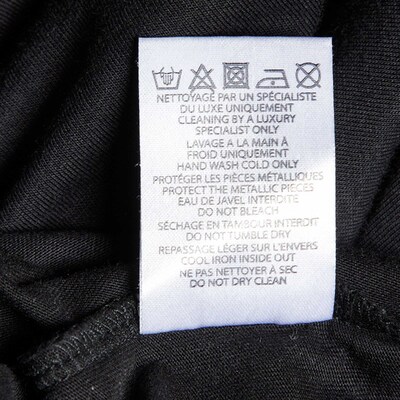 NETTOYAGE PAR UN SPÉCIALISTE
DU LUXE UNIQUEMENT
CLEANING BY A LUXURY
SPECIALIST ONLY
LAVAGE A LA MAIN À
FROID UNIQUEMENT
HAND WASH COLD ONLY
PROTÉGER LES PIÈCES MÉTALLIQUES
PROTECT THE METALLIC PIECES
EAU DE JAVEL INTERDITE
DO NOT BLEACH
SÉCHAGE EN TAMBOUR INTERDIT
DO NOT TUMBLE DRY
REPASSAGE LÉGER SUR L'ENVERS
COOL IRON INSIDE OUT
NE PAS NETTOYER À SEC
DO NOT DRY CLEAN